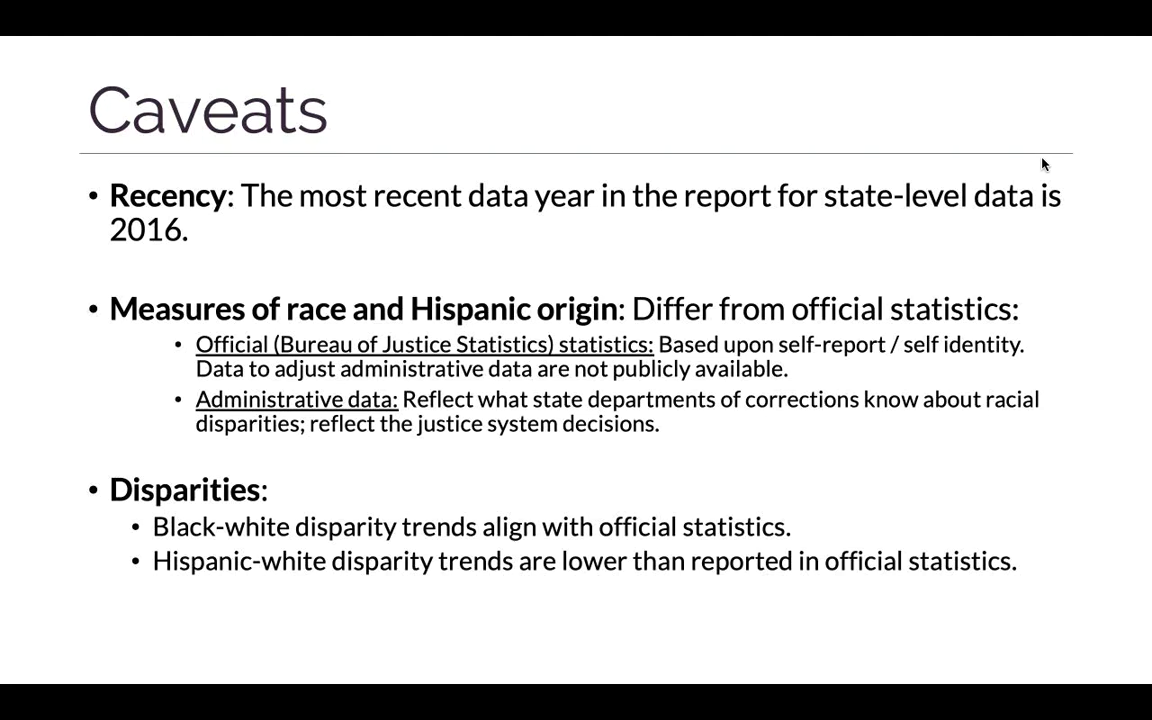 Caveats
• Recency: The most recent data year in the report for state-level data is
2016.
• Measures of race and Hispanic origin: Differ from official statistics:
• Official (Bureau of Justice Statistics) statistics: Based upon self-report / self identity.
Data to adjust administrative data are not publicly available.
• Administrative data: Reflect what state departments of corrections know about racial
disparities; reflect the justice system decisions.
• Disparities:
• Black-white disparity trends align with official statistics.
• Hispanic-white disparity trends are lower than reported in official statistics.